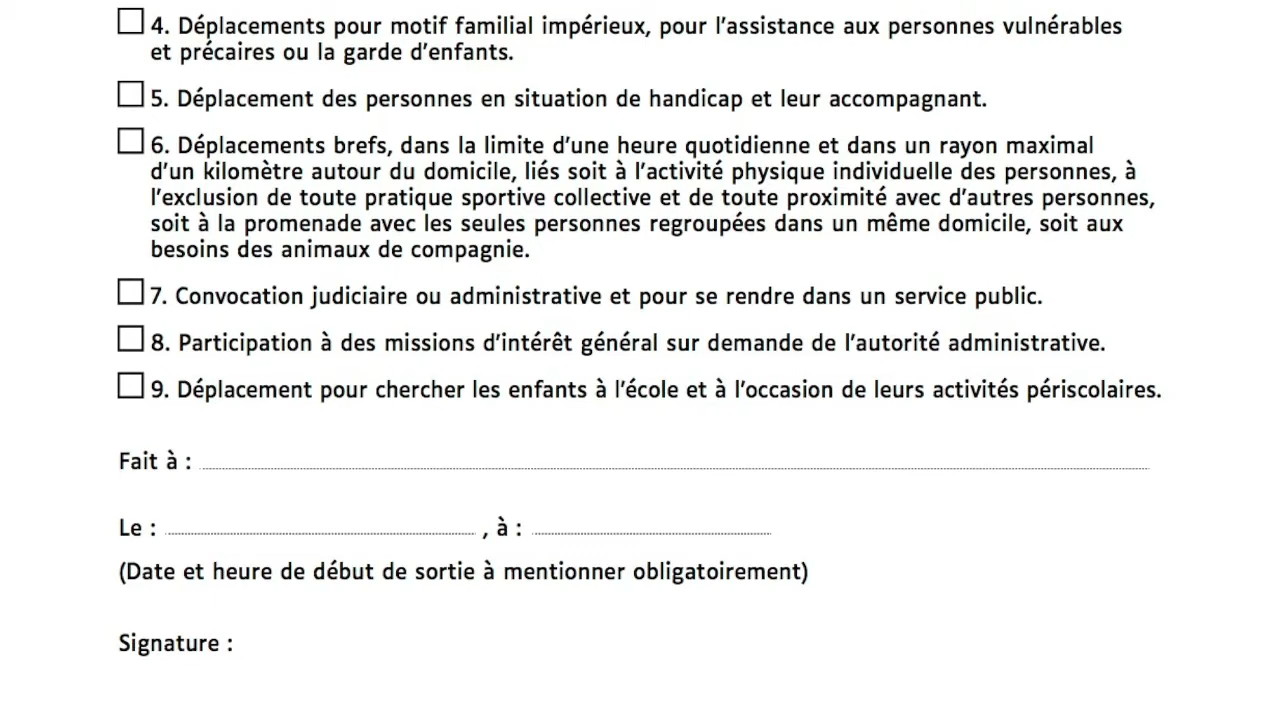 4. Déplacements pour motif familial impérieux, pour l'assistance aux personnes vulnérables
et précaires ou la garde d'enfants.
5. Déplacement des personnes en situation de handicap et leur accompagnant.
6. Déplacements brefs, dans la limite d'une heure quotidienne et dans un rayon maximal
d'un kilomètre autour du domicile, liés soit à l'activité physique individuelle des personnes, à
l'exclusion de toute pratique sportive collective et de toute proximité avec d'autres personnes,
soit à la promenade avec les seules personnes regroupées dans un même domicile, soit aux
besoins des animaux de compagnie.
7. Convocation judiciaire ou administrative et pour se rendre dans un service public.
8. Participation à des missions d'intérêt général sur demande de l'autorité administrative.
9. Déplacement pour chercher les enfants à l'école et à l'occasion de leurs activités périscolaires.
Fait à :
Le : , à :
(Date et heure de début de sortie à mentionner obligatoirement)
Signature :